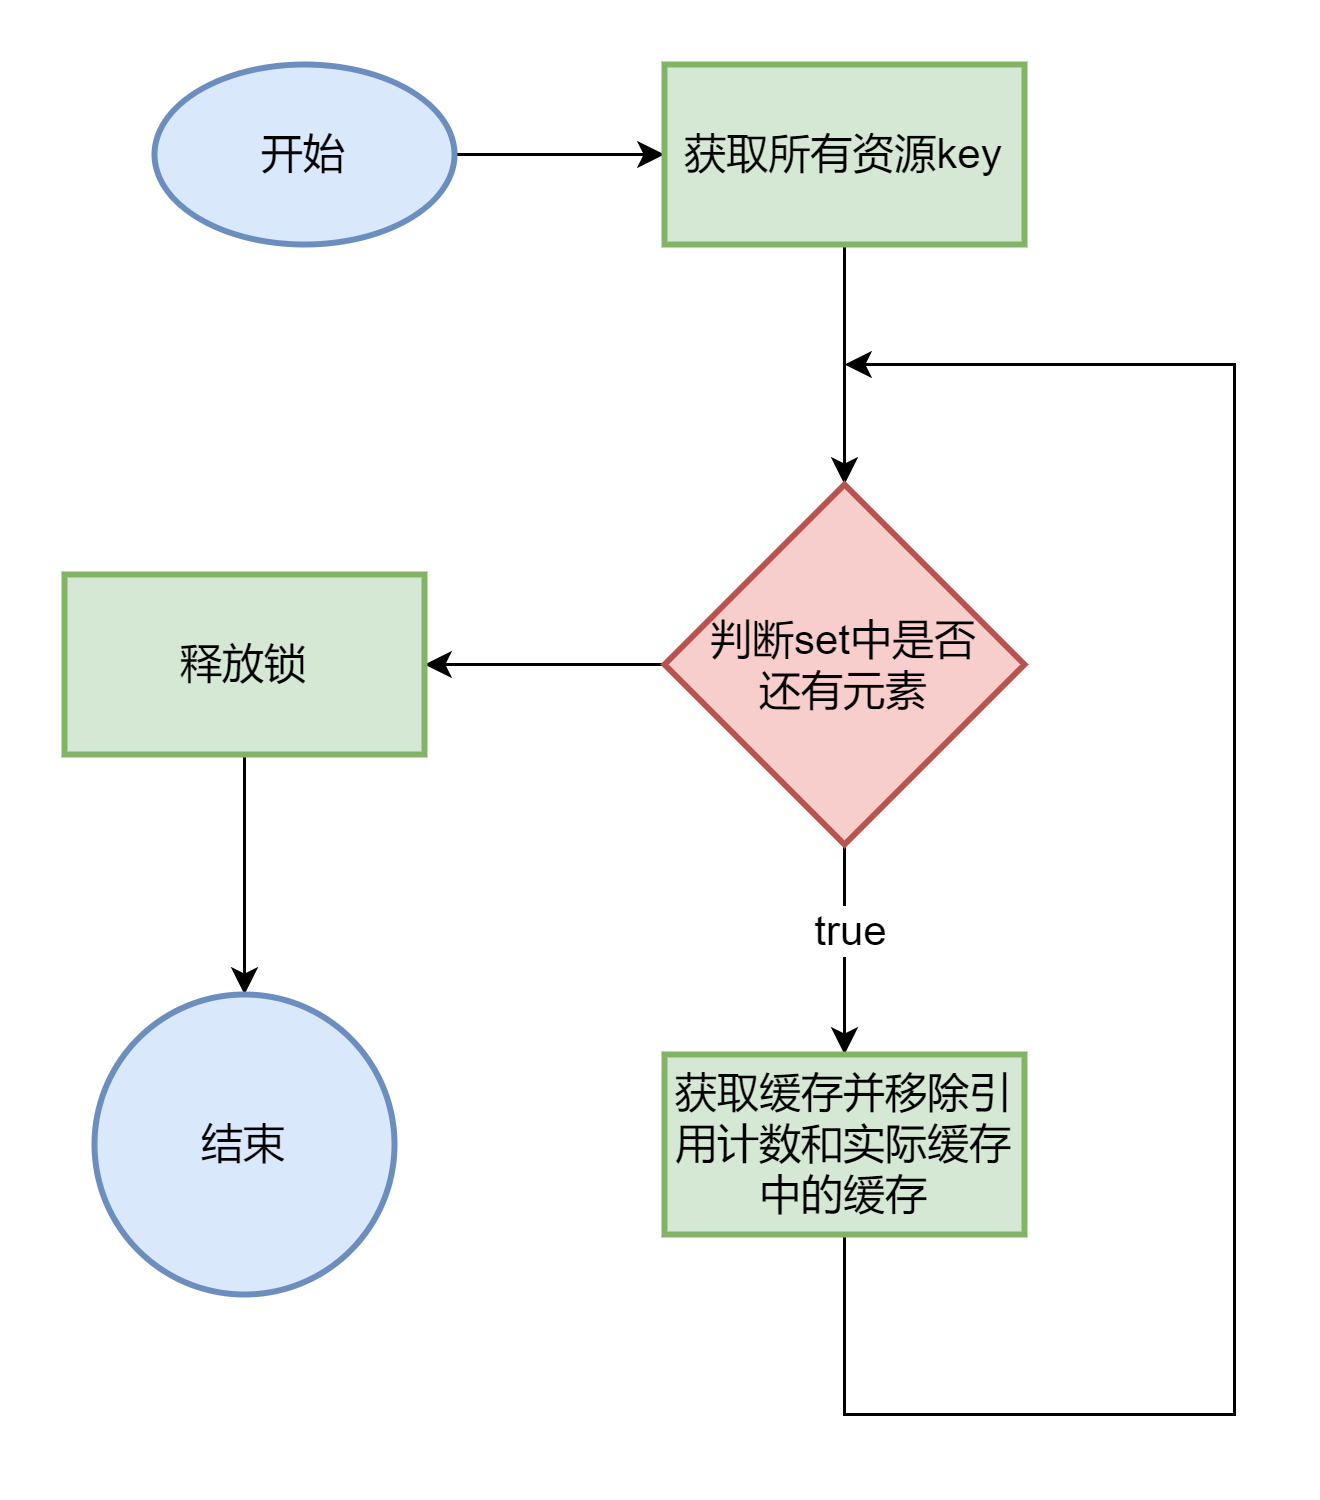 开始
获取所有资源key
判断set中是否
还有元素
释放锁
true
获取缓存并移除引
用计数和实际缓存
中的缓存
结束